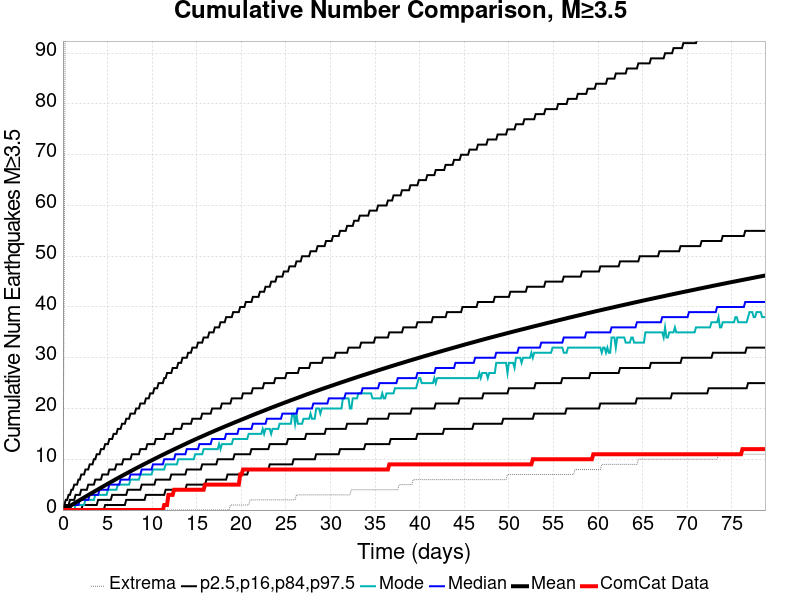 Cumulative Number Comparison, M≥3.5
Cumulative Num Earthquakes M≥3.5
90
80
70
60
50
40
30
20
10
0
0 5 10 15 20 25 30 35 40 45 50 55 60 65 70 75
Time (days)
Extrema p2.5,p16,p84,p97.5 Mode Median Mean ComCat Data